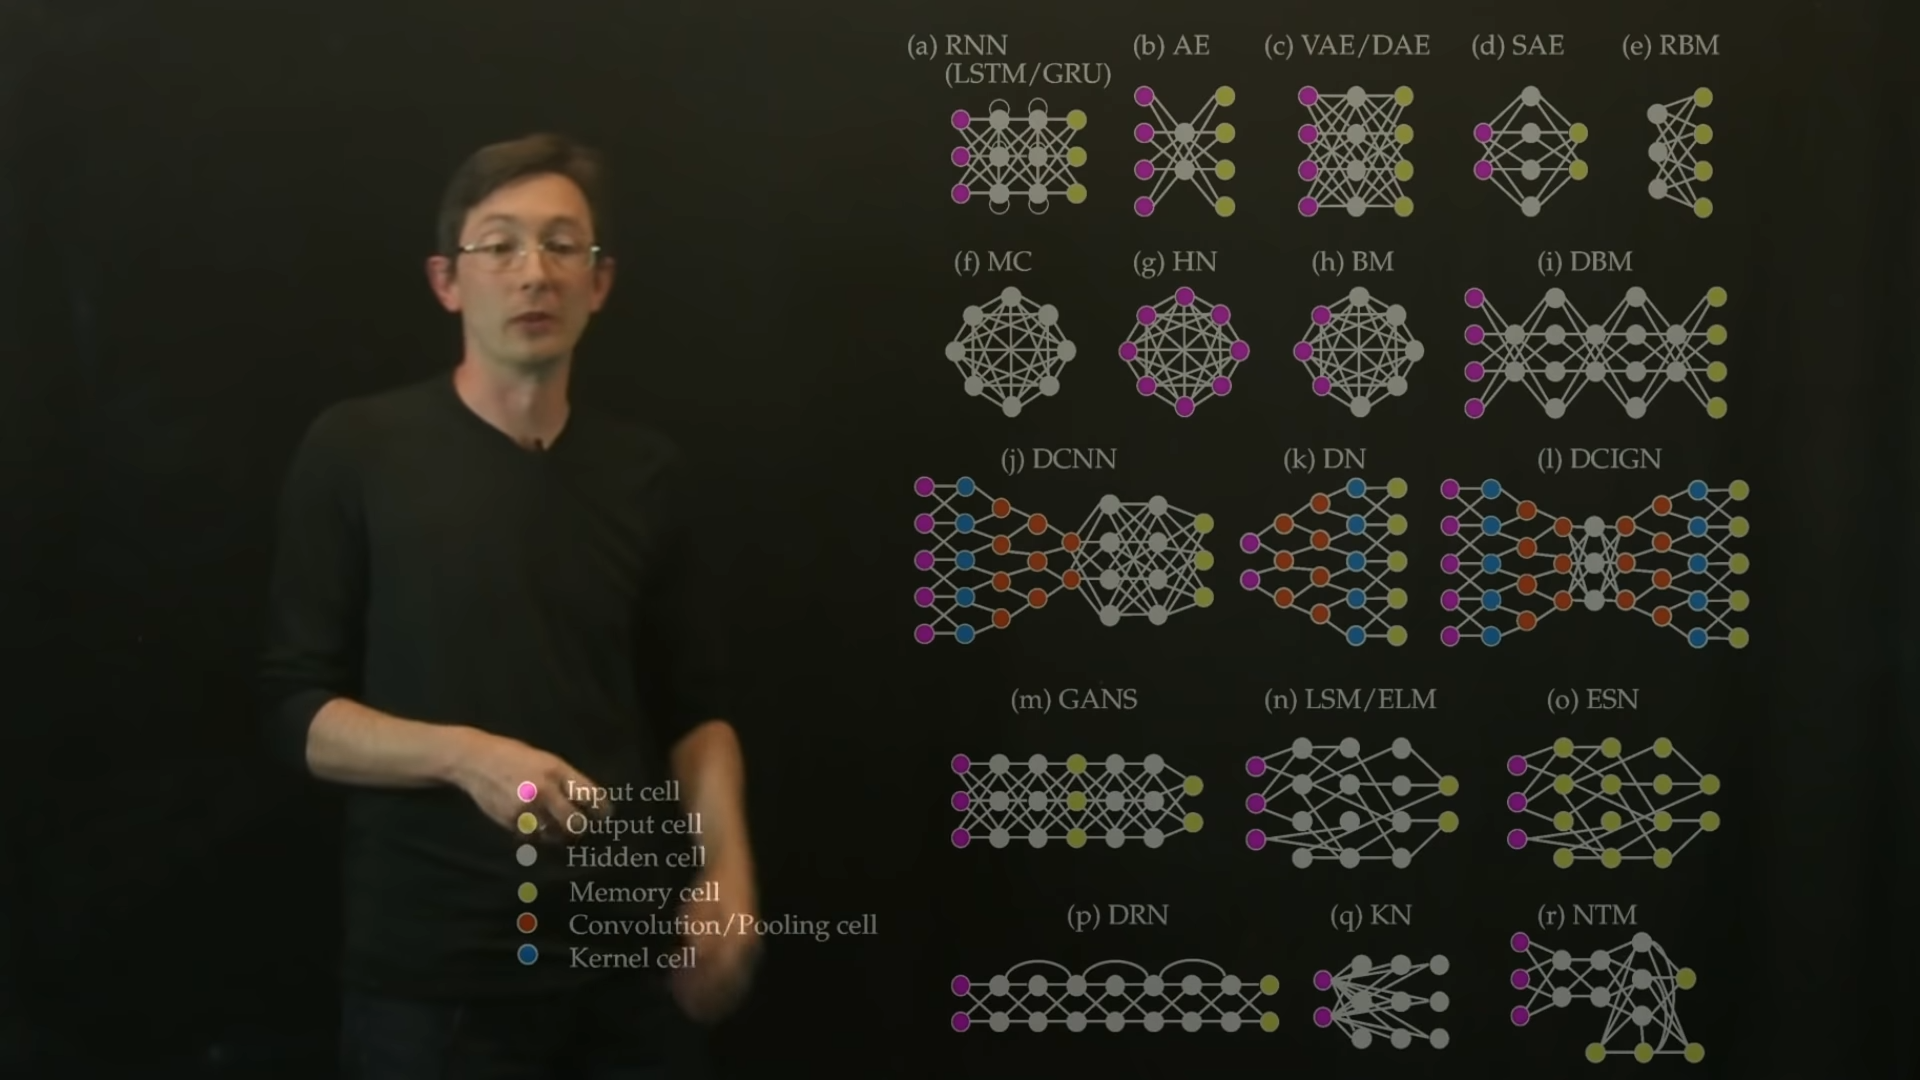 (a) RNN
(LSTM/GRU)
(b) AE
(c) VAE/DAE
(d) SAE
(e) RBM
(f) MC
(g) HN
(h) BM
(i) DBM
(j) DCNN
(k) DN
(l) DCIGN
(m) GANS
(n) LSM/ELM
(o) ESN
(p) DRN
(q) KN
(r) NTM
Input cell
Output cell
Hidden cell
Memory cell
Convolution/Pooling cell
Kernel cell